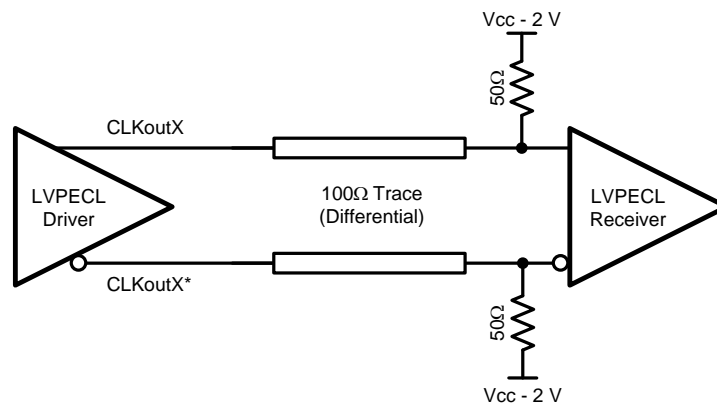 Vcc - 2 V
50Ω
CLKoutX
LVPECL
Driver
100Ω Trace
(Differential)
LVPECL
Receiver
CLKoutX*
50Ω
Vcc - 2 V